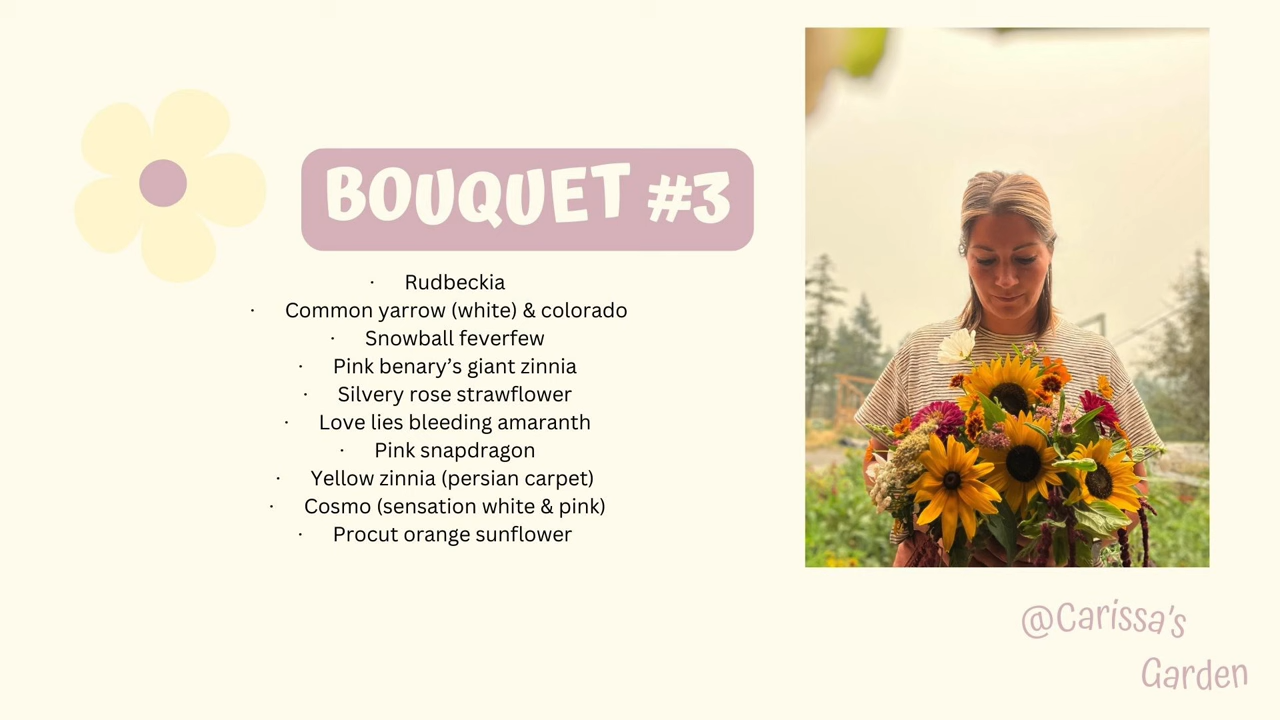 BOUQUET #3
· Rudbeckia
· Common yarrow (white) & colorado
· Snowball feverfew
· Pink benary’s giant zinnia
· Silvery rose strawflower
· Love lies bleeding amaranth
· Pink snapdragon
· Yellow zinnia (persian carpet)
· Cosmo (sensation white & pink)
· Procut orange sunflower
@Carissa's
Garden